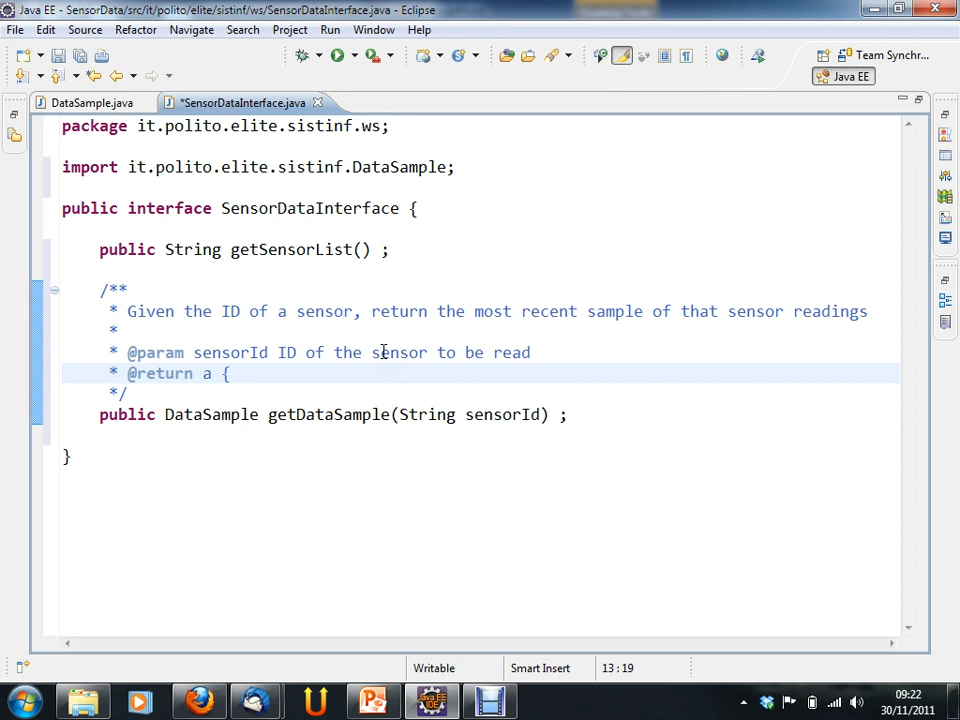 Java EE - SensorData/src/it/polito/elite/sistinf/ws/SensorDataInterface.java - Eclipse
File Edit Source Refactor Navigate Search Project Run Window Help
Team Synchr...
Java EE
DataSample.java *SensorDataInterface.java
package it.polito.elite.sistinf.ws;
import it.polito.elite.sistinf.DataSample;
public interface SensorDataInterface {
public String getSensorList() ;
/**
* Given the ID of a sensor, return the most recent sample of that sensor readings
*
* @param sensorId ID of the sensor to be read
* @return a {
*/
public DataSample getDataSample(String sensorId) ;
}
Writable Smart Insert 13 : 19
09:22
30/11/2011